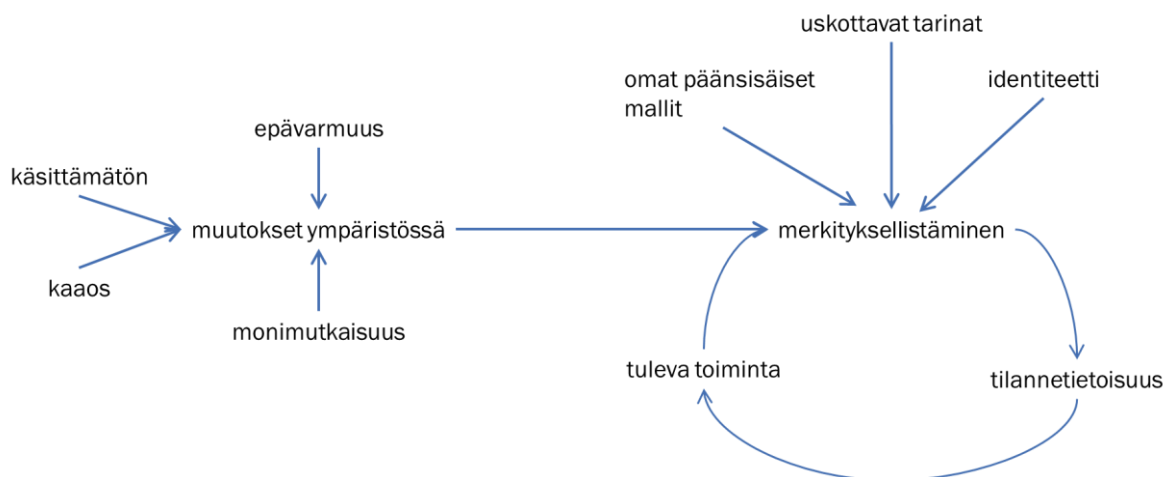 uskottavat tarinat
omat päänsisäiset
mallit
identiteetti
epävarmuus
käsittämätön
muutokset ympäristössä
merkityksellistäminen
kaaos
monimutkaisuus
tuleva toiminta
tilannetietoisuus